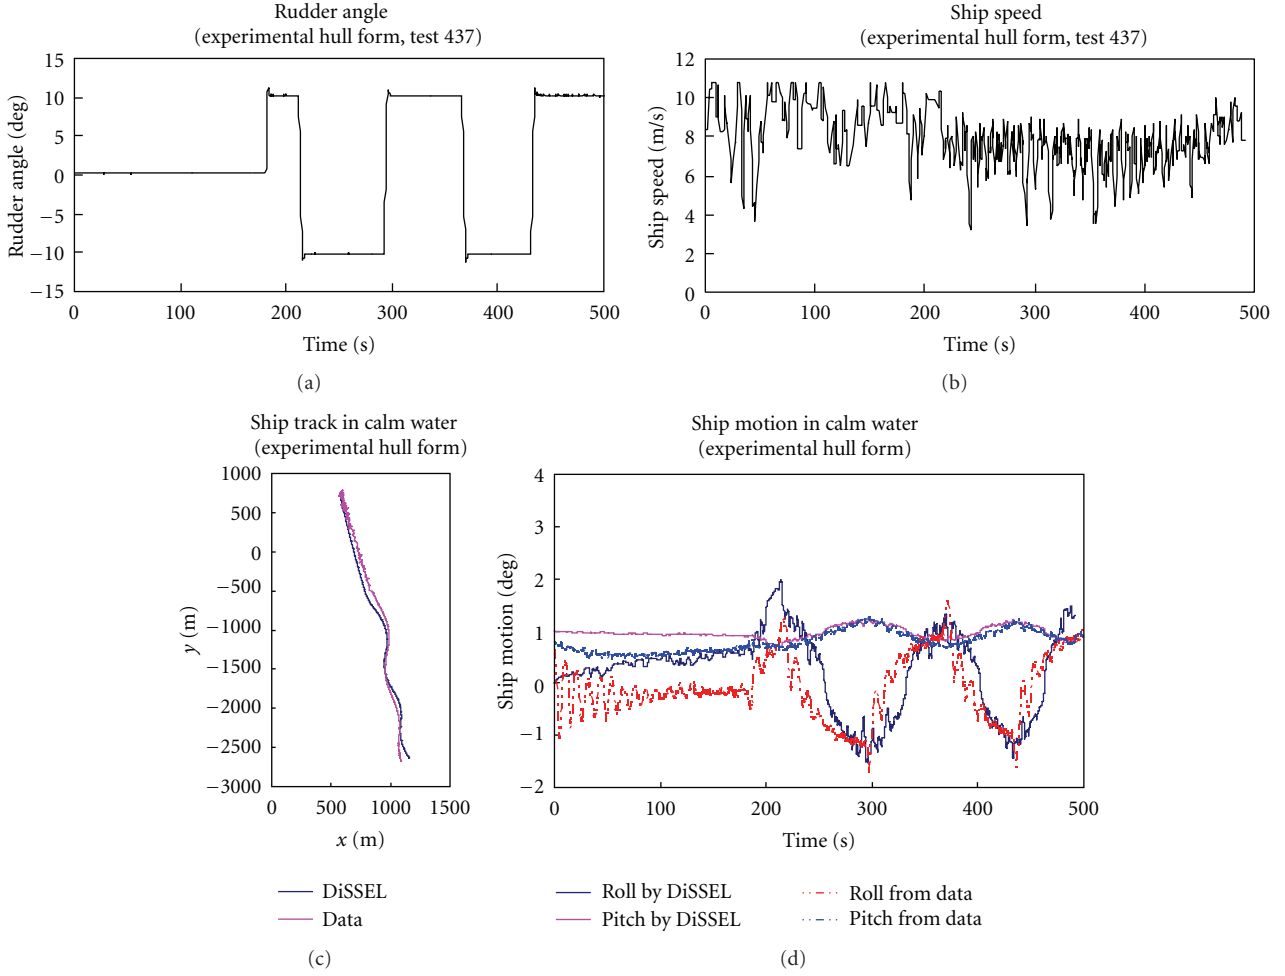 Rudder angle
(experimental hull form, test 437)
15
10
5
0
−5
−10
−15
Rudder angle (deg)
0
100
200
300
400
500
Time (s)
(a)
Ship speed
(experimental hull form, test 437)
12
10
8
6
4
2
0
Ship speed (m/s)
0
100
200
300
400
500
Time (s)
(b)
Ship track in calm water
(experimental hull form)
1000
500
0
−500
−1000
−1500
−2000
−2500
−3000
y (m)
0
500
1000
1500
x (m)
DiSSEL
Data
(c)
Ship motion in calm water
(experimental hull form)
4
3
2
1
0
−1
−2
Ship motion (deg)
0
100
200
300
400
500
Time (s)
Roll by DiSSEL
Pitch by DiSSEL
Roll from data
Pitch from data
(d)